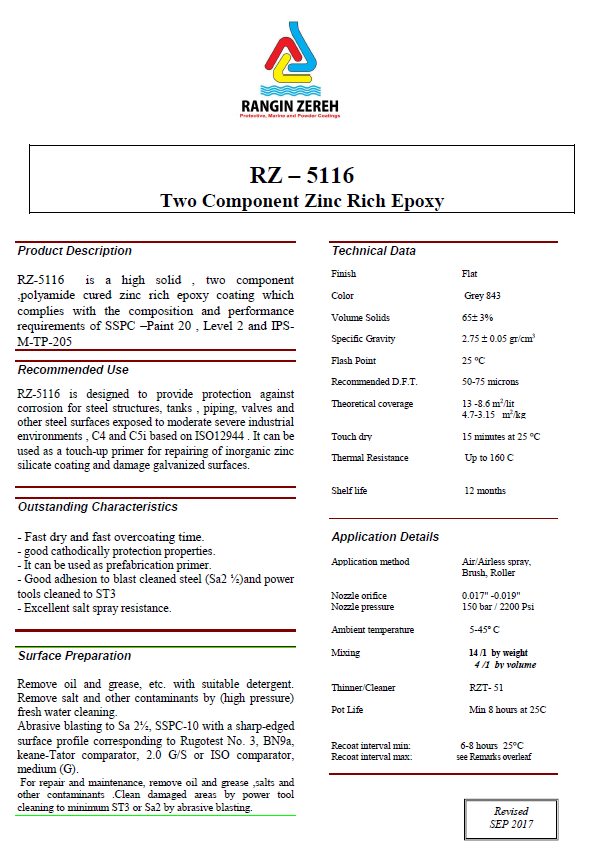 RANGIN ZEREH
Protective, Marine and Powder Coatings
RZ – 5116
Two Component Zinc Rich Epoxy
Product Description
RZ-5116 is a high solid , two component
,polyamide cured zinc rich epoxy coating which
complies with the composition and performance
requirements of SSPC –Paint 20 , Level 2 and IPS-
M-TP-205
Recommended Use
RZ-5116 is designed to provide protection against
corrosion for steel structures, tanks , piping, valves and
other steel surfaces exposed to moderate severe industrial
environments , C4 and C5i based on ISO12944 . It can be
used as a touch-up primer for repairing of inorganic zinc
silicate coating and damage galvanized surfaces.
Outstanding Characteristics
- Fast dry and fast overcoating time.
- good cathodically protection properties.
- It can be used as prefabrication primer.
- Good adhesion to blast cleaned steel (Sa2 ½)and power
tools cleaned to ST3
- Excellent salt spray resistance.
Surface Preparation
Remove oil and grease, etc. with suitable detergent.
Remove salt and other contaminants by (high pressure)
fresh water cleaning.
Abrasive blasting to Sa 2½, SSPC-10 with a sharp-edged
surface profile corresponding to Rugotest No. 3, BN9a,
keane-Tator comparator, 2.0 G/S or ISO comparator,
medium (G).
For repair and maintenance, remove oil and grease ,salts and
other contaminants .Clean damaged areas by power tool
cleaning to minimum ST3 or Sa2 by abrasive blasting.
Technical Data
Finish Flat
Color Grey 843
Volume Solids 65± 3%
Specific Gravity 2.75 ± 0.05 gr/cm³
Flash Point 25 ºC
Recommended D.F.T. 50-75 microns
Theoretical coverage 13 -8.6 m²/lit
4.7-3.15 m²/kg
Touch dry 15 minutes at 25 ºC
Thermal Resistance Up to 160 C
Shelf life 12 months
Application Details
Application method Air/Airless spray,
Brush, Roller
Nozzle orifice 0.017" -0.019"
Nozzle pressure 150 bar / 2200 Psi
Ambient temperature 5-45º C
Mixing 14 /1 by weight
4 /1 by volume
Thinner/Cleaner RZT- 51
Pot Life Min 8 hours at 25C
Recoat interval min: 6-8 hours 25ºC
Recoat interval max: see Remarks overleaf
Revised
SEP 2017